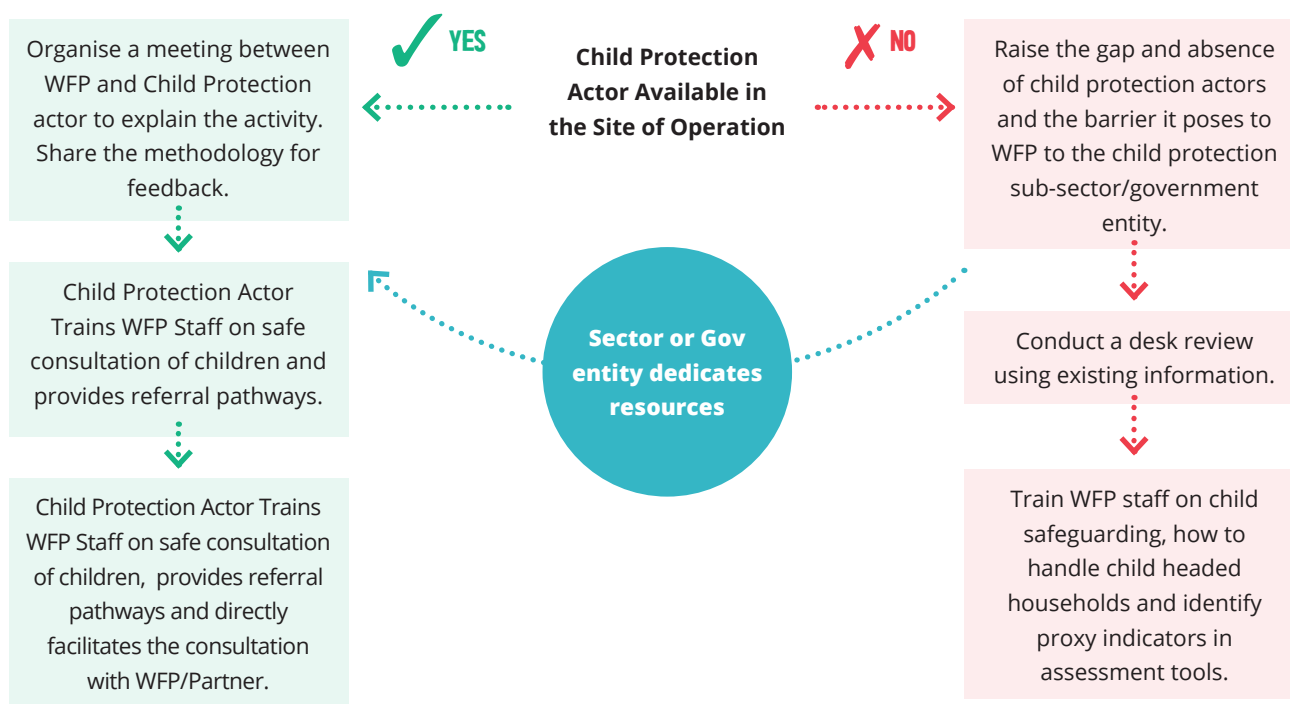 Child Protection
Actor Available in
the Site of Operation
YES
Organise a meeting between
WFP and Child Protection
actor to explain the activity.
Share the methodology for
feedback.
Child Protection Actor
Trains WFP Staff on safe
consultation of children and
provides referral pathways.
Child Protection Actor Trains
WFP Staff on safe consultation
of children, provides referral
pathways and directly
facilitates the consultation
with WFP/Partner.
NO
Raise the gap and absence
of child protection actors
and the barrier it poses to
WFP to the child protection
sub-sector/government
entity.
Conduct a desk review
using existing information.
Train WFP staff on child
safeguarding, how to
handle child headed
households and identify
proxy indicators in
assessment tools.
Sector or Gov
entity dedicates
resources